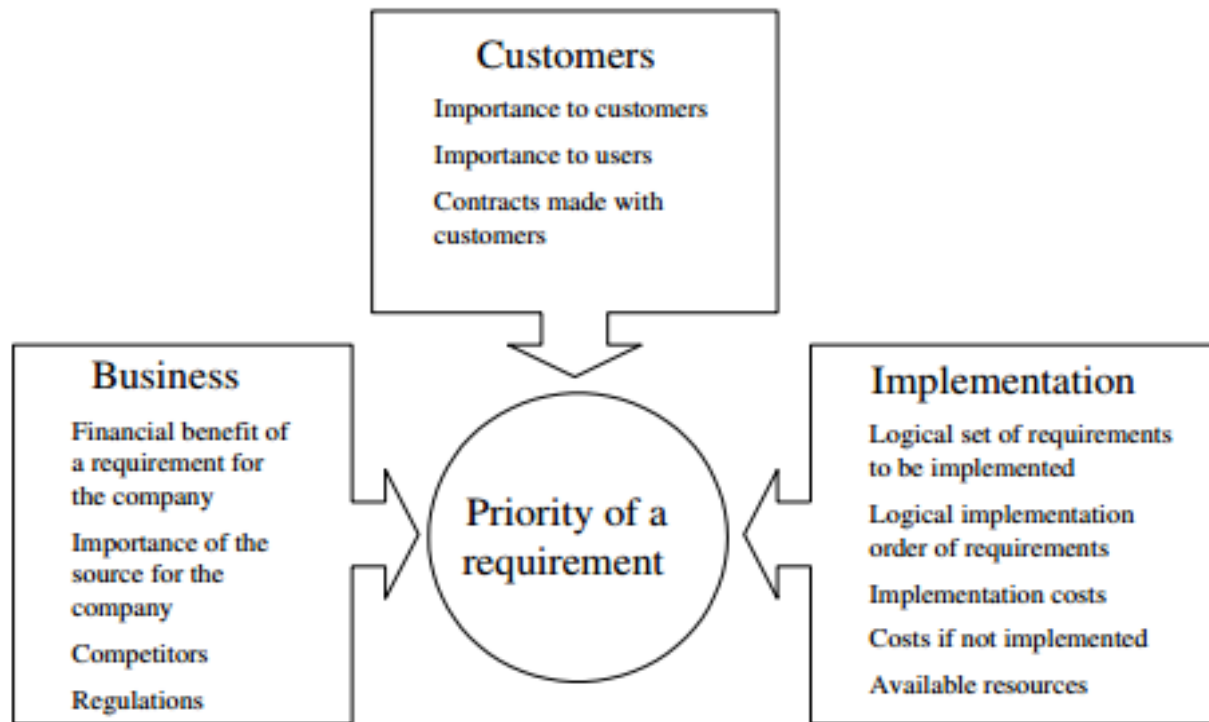 Customers
Importance to customers
Importance to users
Contracts made with
customers
Business
Financial benefit of
a requirement for
the company
Importance of the
source for the
company
Competitors
Regulations
Priority of a
requirement
Implementation
Logical set of requirements
to be implemented
Logical implementation
order of requirements
Implementation costs
Costs if not implemented
Available resources